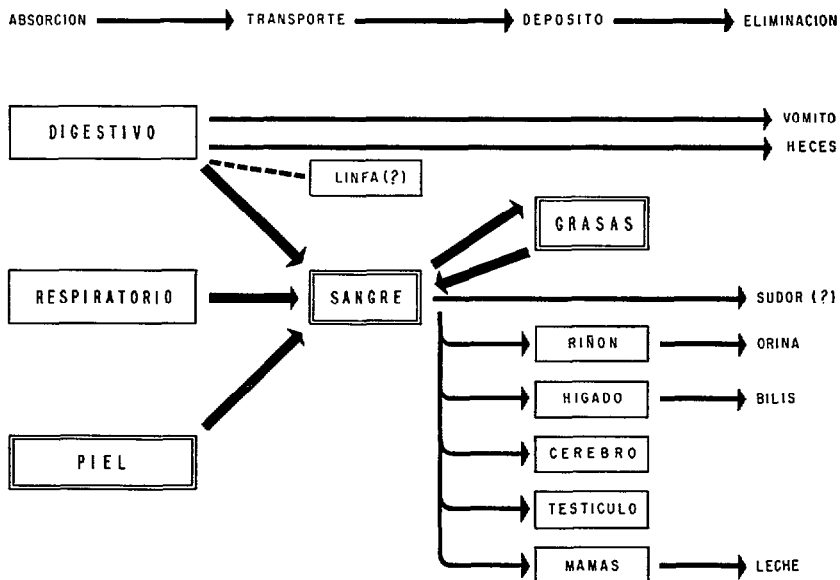 ABSORCION TRANSPORTE DEPOSITO ELIMINACION
DIGESTIVO
VOMITO
HECES
LINFA (?)
GRASAS
RESPIRATORIO
SANGRE
SUDOR (?)
RIÑON
ORINA
HIGADO
BILIS
PIEL
CEREBRO
TESTICULO
MAMAS
LECHE